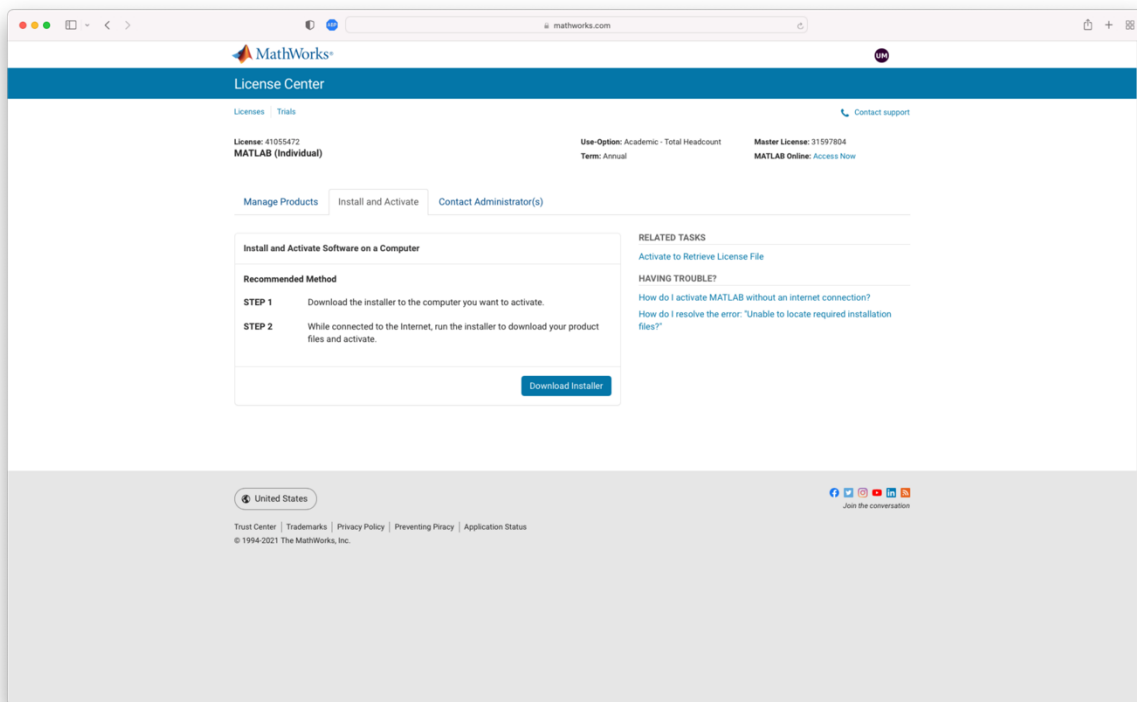 ABP
mathworks.com
MathWorks®
UM
License Center
Licenses Trials
Contact support
License: 41055472
MATLAB (Individual)
Use-Option: Academic - Total Headcount
Term: Annual
Master License: 31597804
MATLAB Online: Access Now
Manage Products Install and Activate Contact Administrator(s)
Install and Activate Software on a Computer
Recommended Method
STEP 1 Download the installer to the computer you want to activate.
STEP 2 While connected to the Internet, run the installer to download your product
files and activate.
Download Installer
RELATED TASKS
Activate to Retrieve License File
HAVING TROUBLE?
How do I activate MATLAB without an internet connection?
How do I resolve the error: "Unable to locate required installation
files?"
United States
Join the conversation
Trust Center | Trademarks | Privacy Policy | Preventing Piracy | Application Status
© 1994-2021 The MathWorks, Inc.